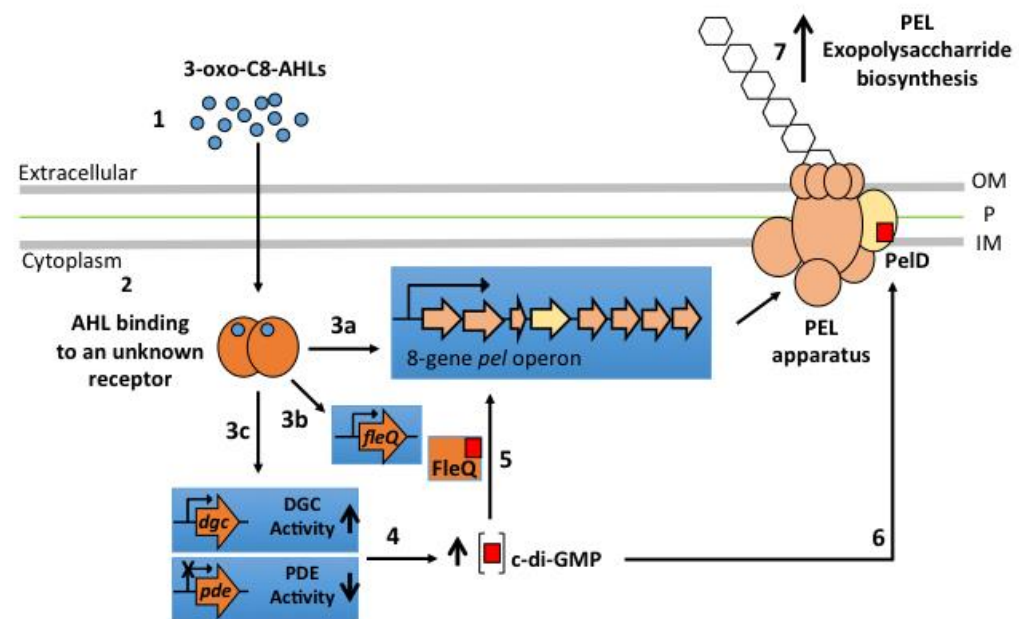 3-oxo-C8-AHLs
1
7
PEL
Exopolysaccharride
biosynthesis
Extracellular
OM
P
IM
Cytoplasm
PelD
2
AHL binding
to an unknown
receptor
3a
8-gene pel operon
PEL
apparatus
3b
fleQ
3c
FleQ
5
dgc
DGC
Activity
4
c-di-GMP
6
pde
PDE
Activity
X